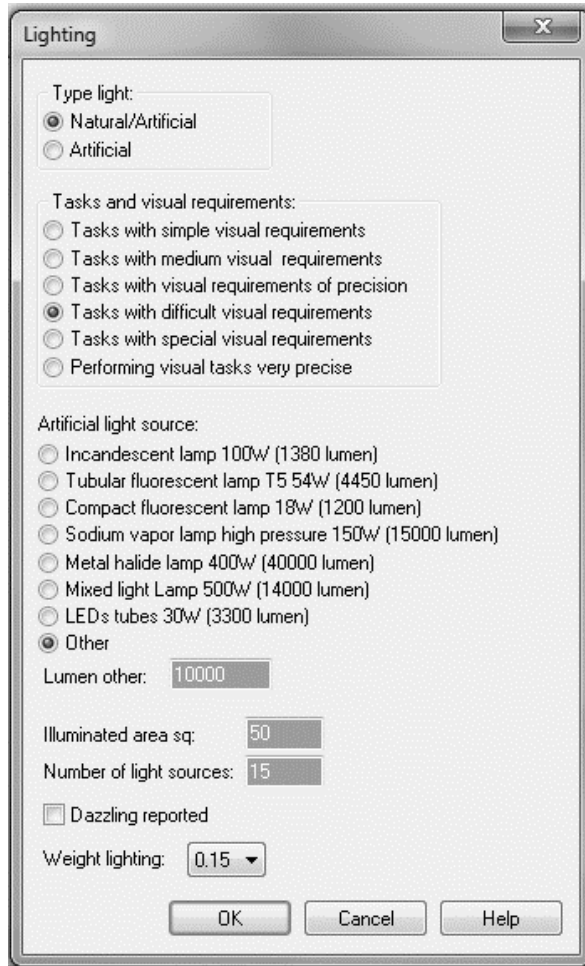 Lighting
Type light:
Natural/Artificial
Artificial
Tasks and visual requirements:
Tasks with simple visual requirements
Tasks with medium visual requirements
Tasks with visual requirements of precision
Tasks with difficult visual requirements
Tasks with special visual requirements
Performing visual tasks very precise
Artificial light source:
Incandescent lamp 100W (1380 lumen)
Tubular fluorescent lamp T5 54W (4450 lumen)
Compact fluorescent lamp 18W (1200 lumen)
Sodium vapor lamp high pressure 150W (15000 lumen)
Metal halide lamp 400W (40000 lumen)
Mixed light Lamp 500W (14000 lumen)
LEDs tubes 30W (3300 lumen)
Other
Lumen other: 10000
Illuminated area sq: 50
Number of light sources: 15
Dazzling reported
Weight lighting: 0.15
OK Cancel Help